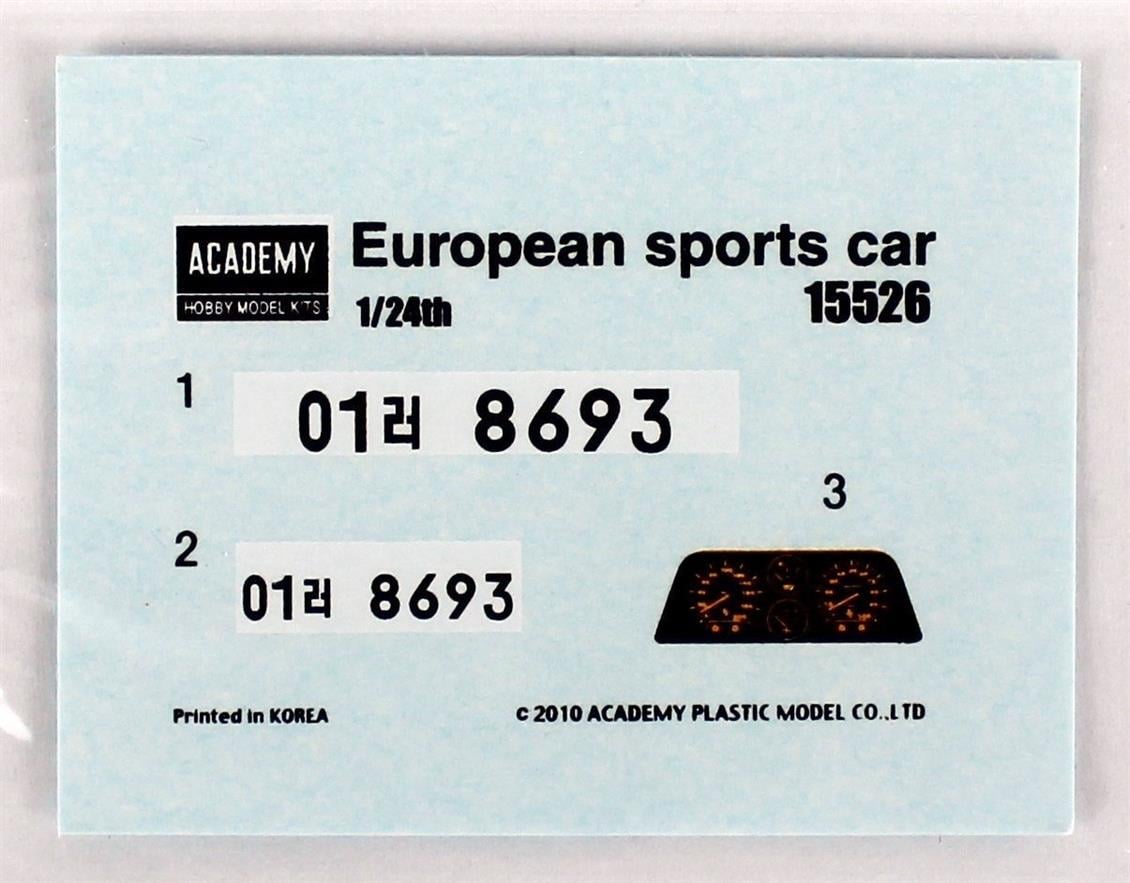 ACADEMY
HOBBY MODEL KITS
European sports car
1/24th
15526
1
01러 8693
3
2
01러 8693
Printed in KOREA
© 2010 ACADEMY PLASTIC MODEL CO.,LTD